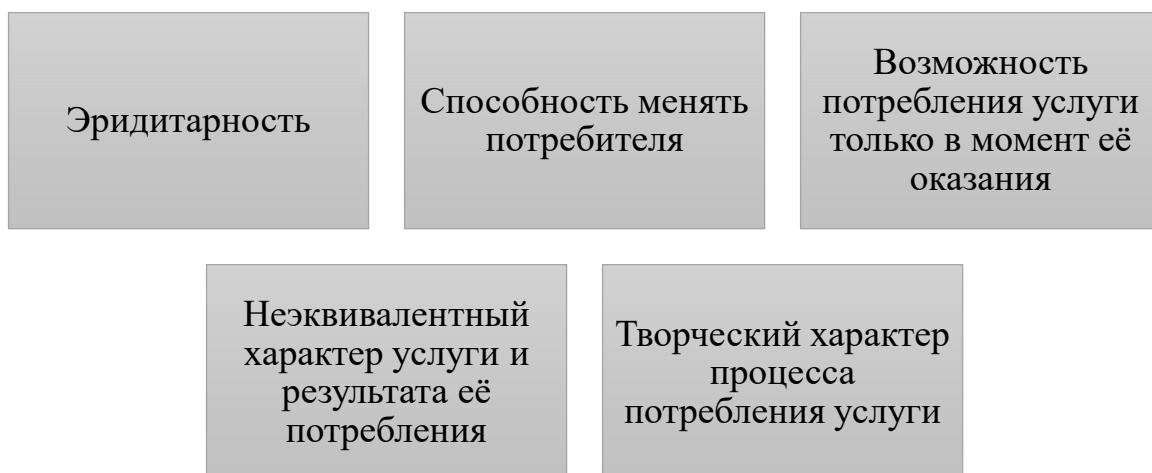 Эридитарность
Способность менять
потребителя
Возможность
потребления услуги
только в момент её
оказания
Неэквивалентный
характер услуги и
результата её
потребления
Творческий характер
процесса
потребления услуги